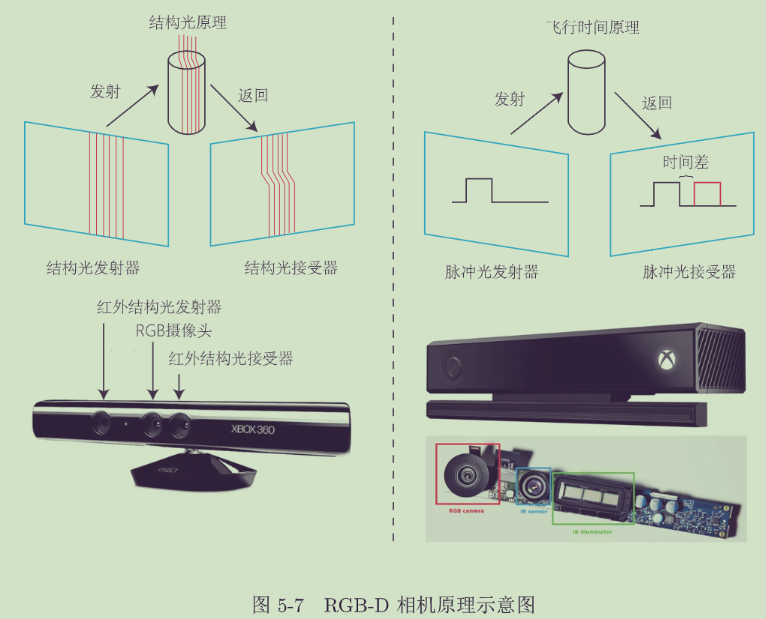 结构光原理
发射
返回
结构光发射器
结构光接受器
红外结构光发射器
RGB摄像头
红外结构光接受器
XBOX 360
KINECT
飞行时间原理
发射
返回
时间差
脉冲光发射器
脉冲光接受器
RGB camera
IR sensor
IR Illuminator
图 5-7 RGB-D 相机原理示意图